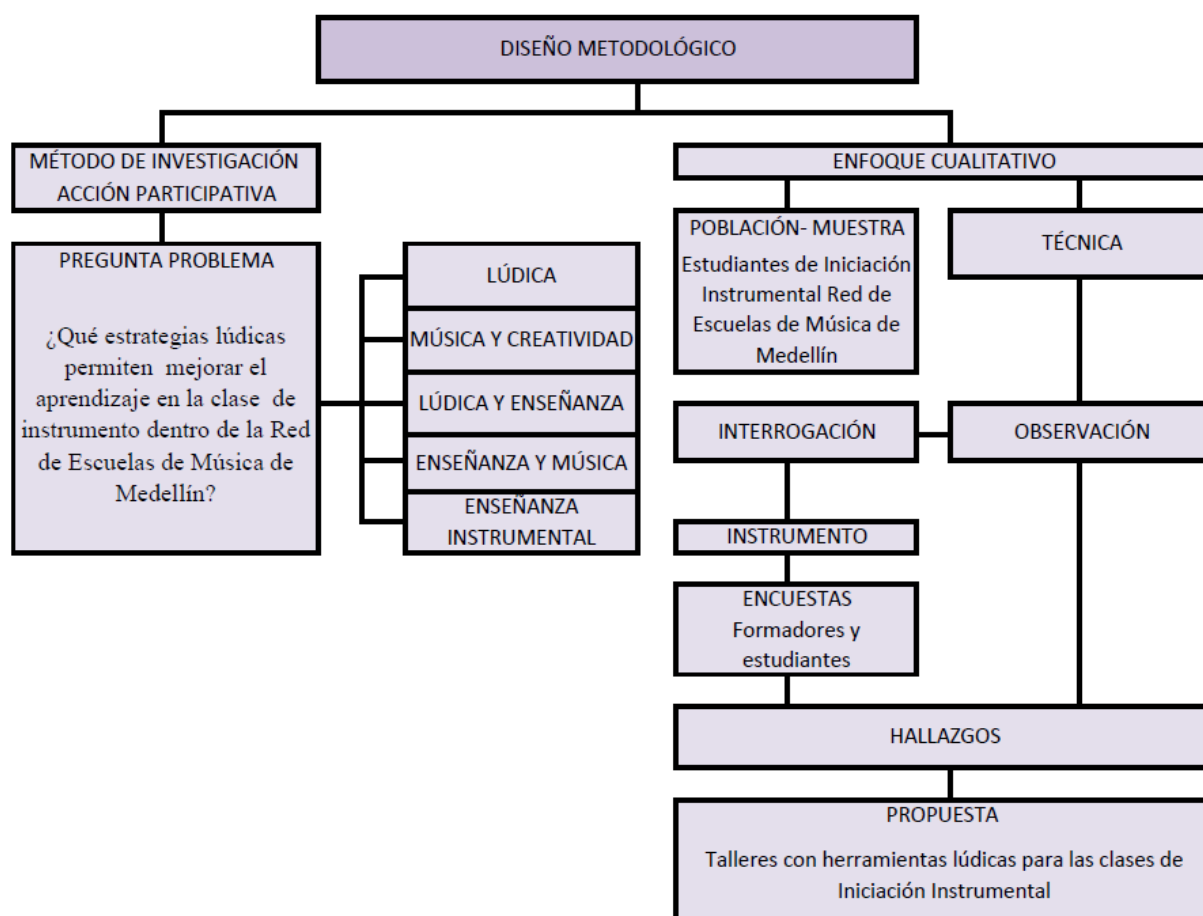 DISEÑO METODOLÓGICO
MÉTODO DE INVESTIGACIÓN
ACCIÓN PARTICIPATIVA
PREGUNTA PROBLEMA
¿Qué estrategias lúdicas
permiten mejorar el
aprendizaje en la clase de
instrumento dentro de la Red
de Escuelas de Música de
Medellín?
LÚDICA
MÚSICA Y CREATIVIDAD
LÚDICA Y ENSEÑANZA
ENSEÑANZA Y MÚSICA
ENSEÑANZA
INSTRUMENTAL
ENFOQUE CUALITATIVO
POBLACIÓN- MUESTRA
Estudiantes de Iniciación
Instrumental Red de
Escuelas de Música de
Medellín
TÉCNICA
INTERROGACIÓN
OBSERVACIÓN
INSTRUMENTO
ENCUESTAS
Formadores y
estudiantes
HALLAZGOS
PROPUESTA
Talleres con herramientas lúdicas para las clases de
Iniciación Instrumental